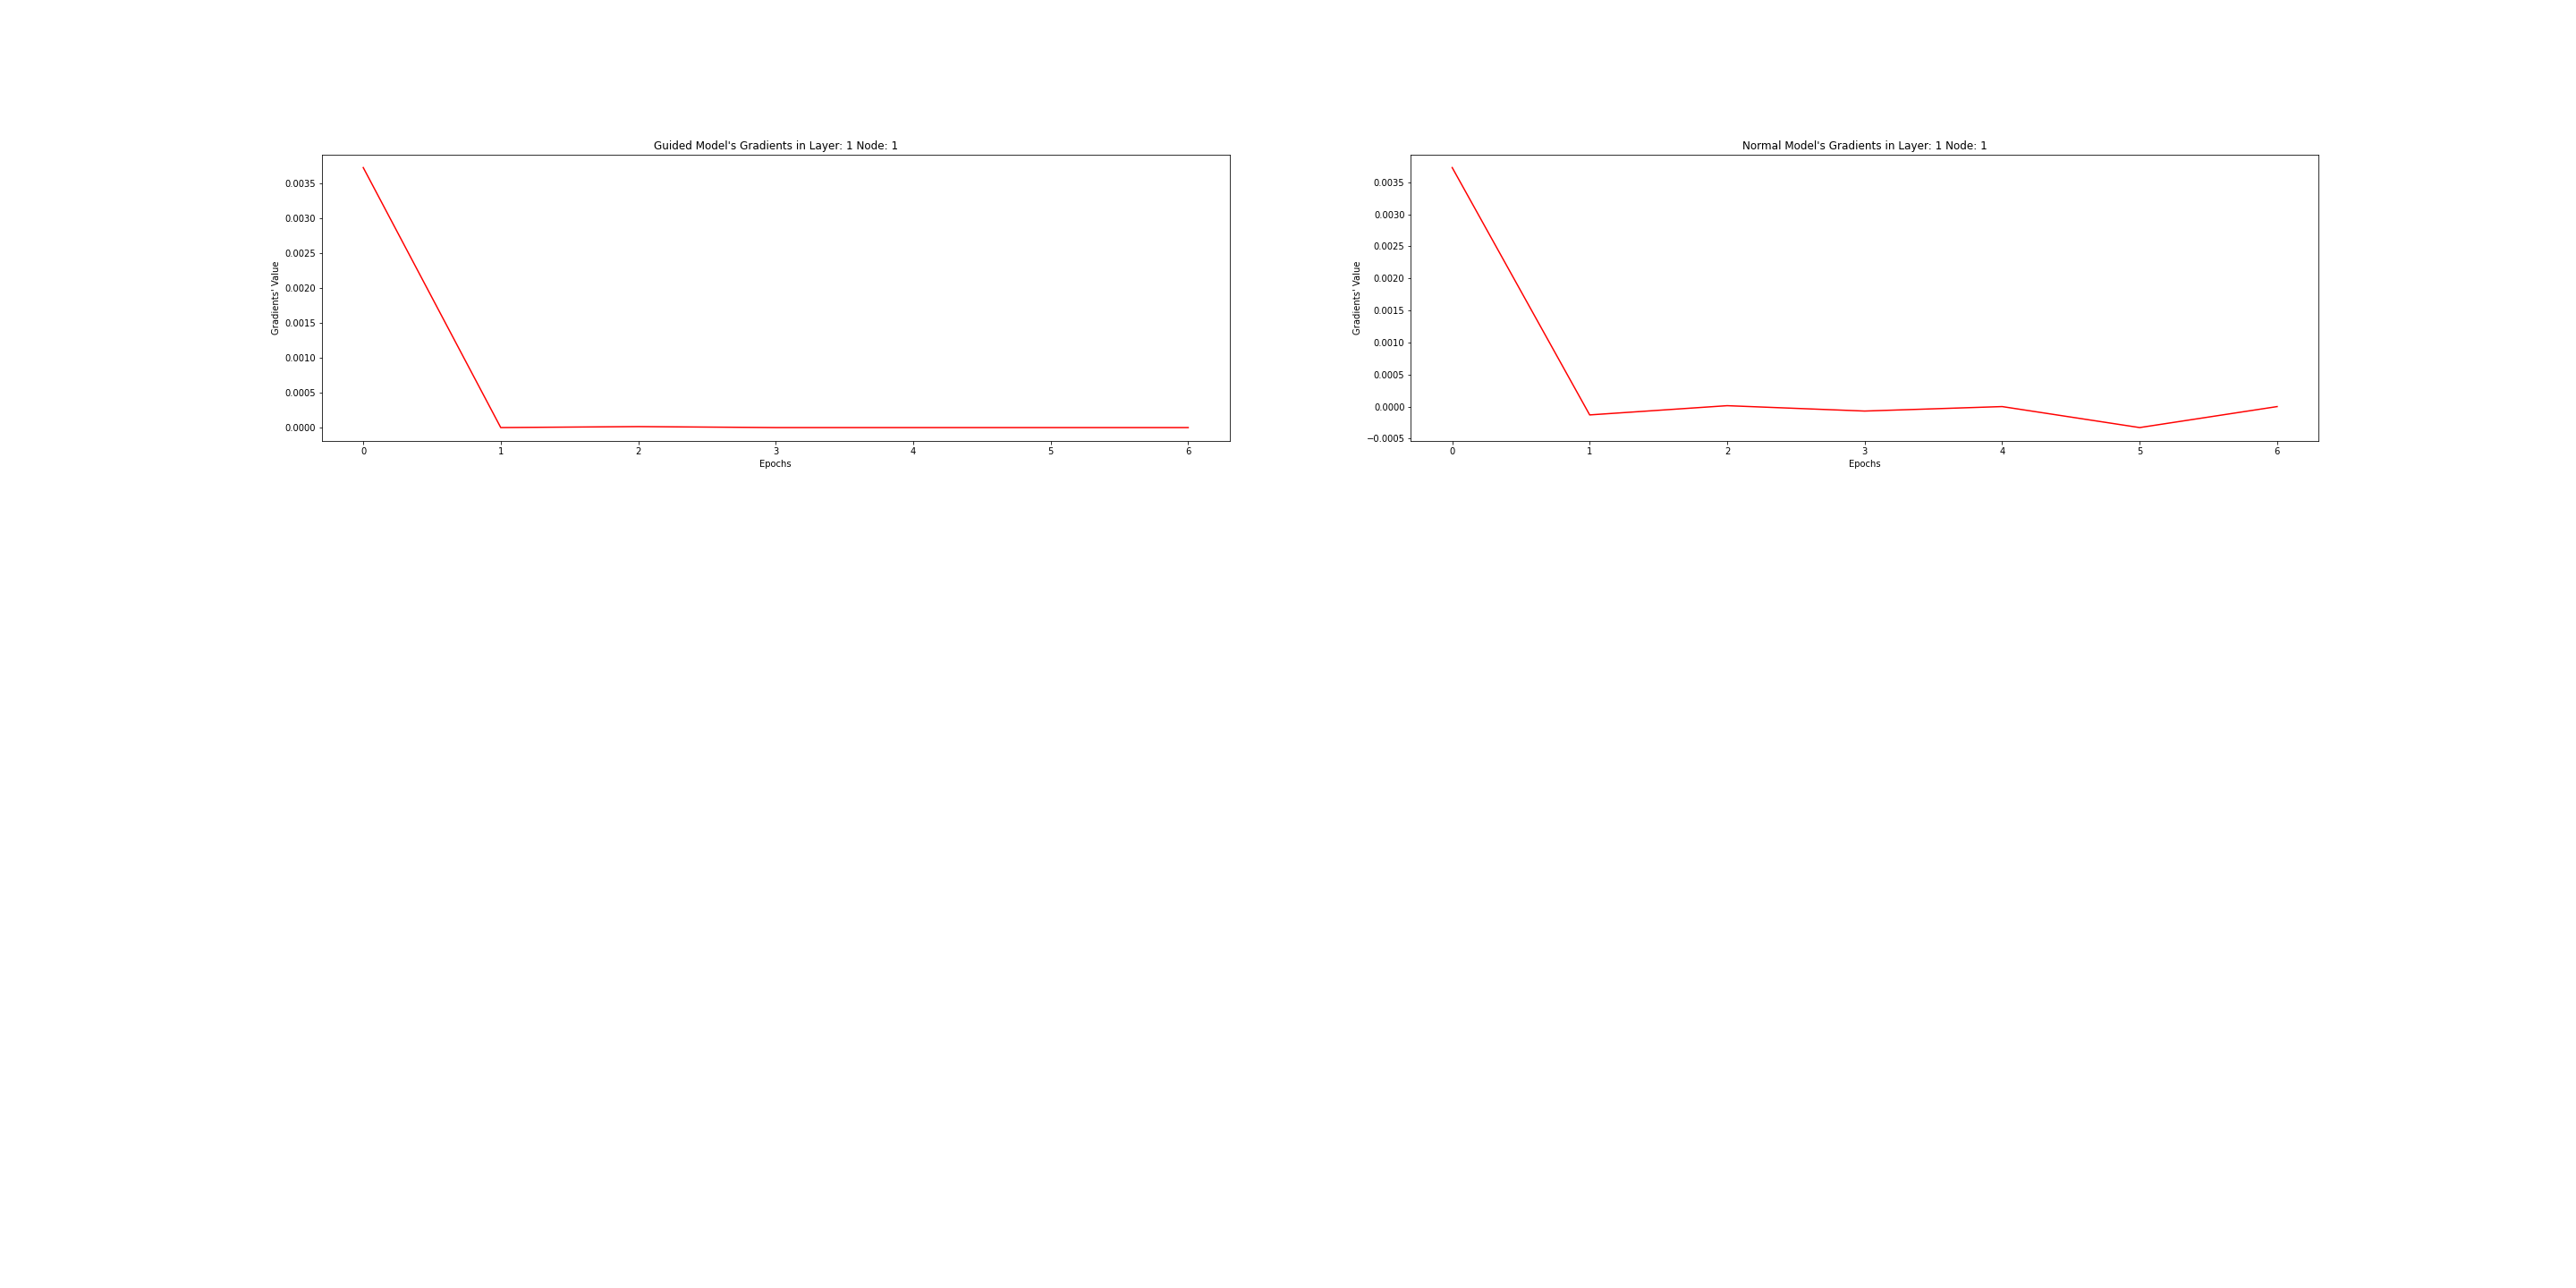 Guided Model's Gradients in Layer: 1 Node: 1
Gradients' Value
0.0035
0.0030
0.0025
0.0020
0.0015
0.0010
0.0005
0.0000
0 1 2 3 4 5 6
Epochs
Normal Model's Gradients in Layer: 1 Node: 1
Gradients' Value
0.0035
0.0030
0.0025
0.0020
0.0015
0.0010
0.0005
0.0000
−0.0005
0 1 2 3 4 5 6
Epochs